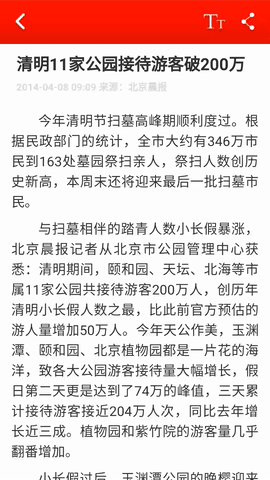 TT
清明11家公园接待游客破200万
2014-04-08 09:09 来源：北京晨报
今年清明节扫墓高峰期顺利度过。根
据民政部门的统计，全市大约有346万市
民到163处墓园祭扫亲人，祭扫人数创历
史新高，本周末还将迎来最后一批扫墓市
民。
与扫墓相伴的踏青人数小长假暴涨，
北京晨报记者从北京市公园管理中心获
悉：清明期间，颐和园、天坛、北海等市
属11家公园共接待游客200万人，创历年
清明小长假人数之最，比此前官方预估的
游人量增加50万人。今年天公作美，玉渊
潭、颐和园、北京植物园都是一片花的海
洋，致各大公园游客接待量大幅增长，假
日第二天更是达到了74万的峰值，三天累
计接待游客接近204万人次，同比去年增
长近三成。植物园和紫竹院的游客量几乎
翻番增加。
小长假过后，玉渊潭公园的晚樱迎来